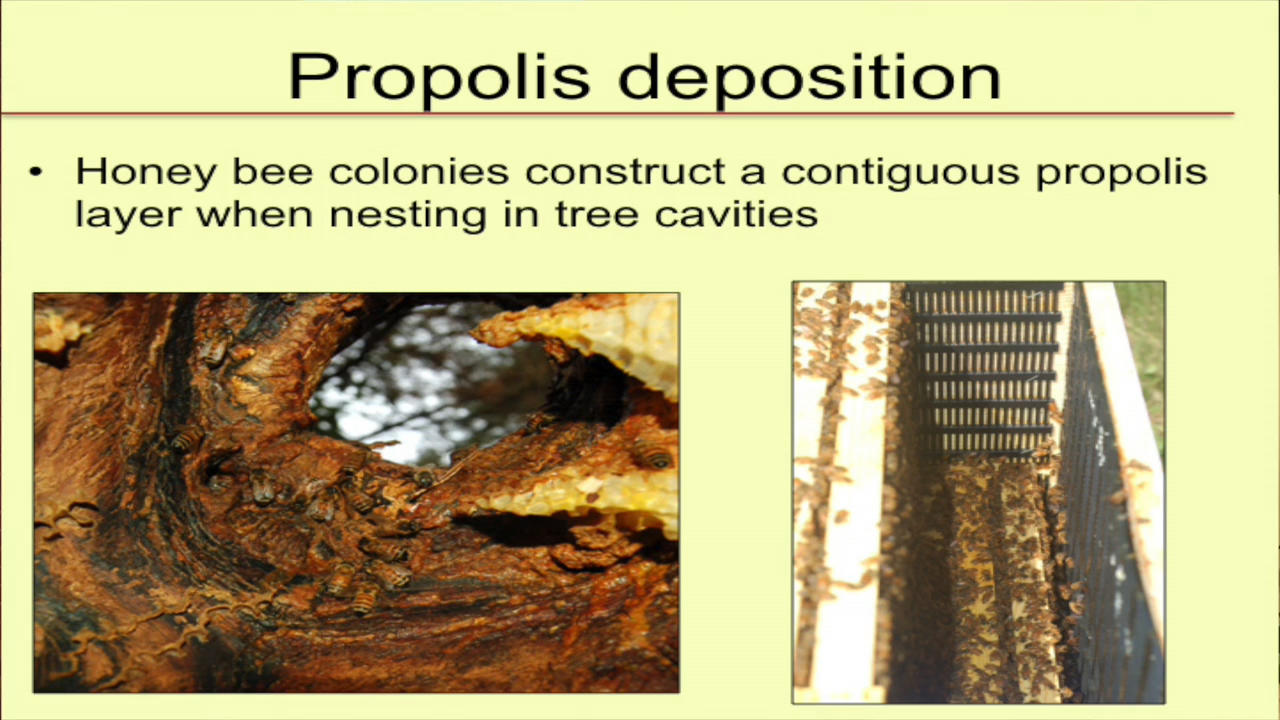 Propolis deposition
• Honey bee colonies construct a contiguous propolis
layer when nesting in tree cavities